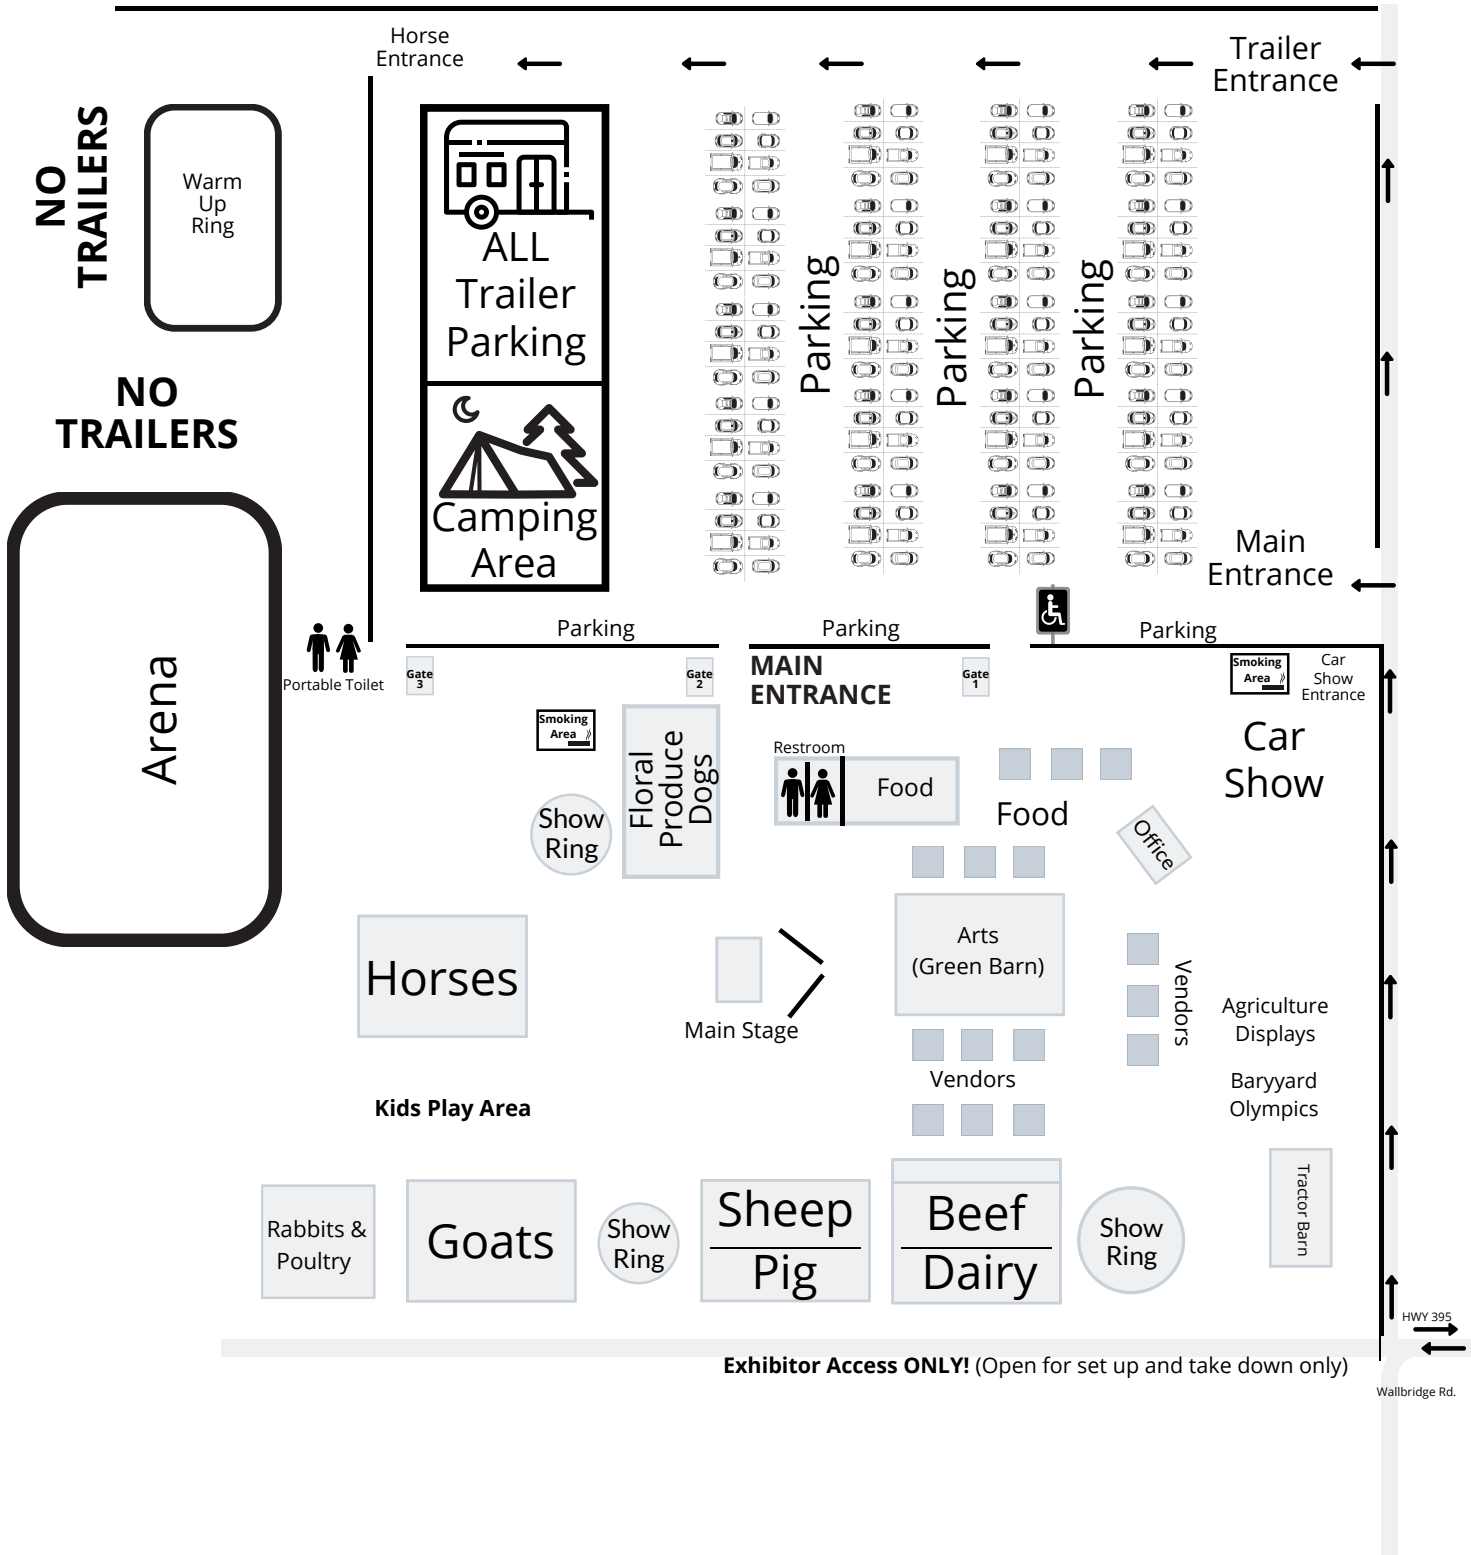 Horse
Entrance
Trailer
Entrance
NO
TRAILERS
Warm
Up
Ring
ALL
Trailer
Parking
Parking
Parking
Parking
NO
TRAILERS
Camping
Area
Main
Entrance
Parking
Parking
Parking
Arena
Portable Toilet
Gate
3
Gate
2
MAIN
ENTRANCE
Gate
1
Smoking
Area
Car
Show
Entrance
Smoking
Area
Floral
Produce
Dogs
Restroom
Food
Car
Show
Show
Ring
Food
Office
Horses
Arts
(Green Barn)
Main Stage
Vendors
Agriculture
Displays
Vendors
Baryyard
Olympics
Kids Play Area
Rabbits &
Poultry
Goats
Show
Ring
Sheep
Pig
Beef
Dairy
Show
Ring
Tractor Barn
HWY 395
Exhibitor Access ONLY! (Open for set up and take down only)
Wallbridge Rd.